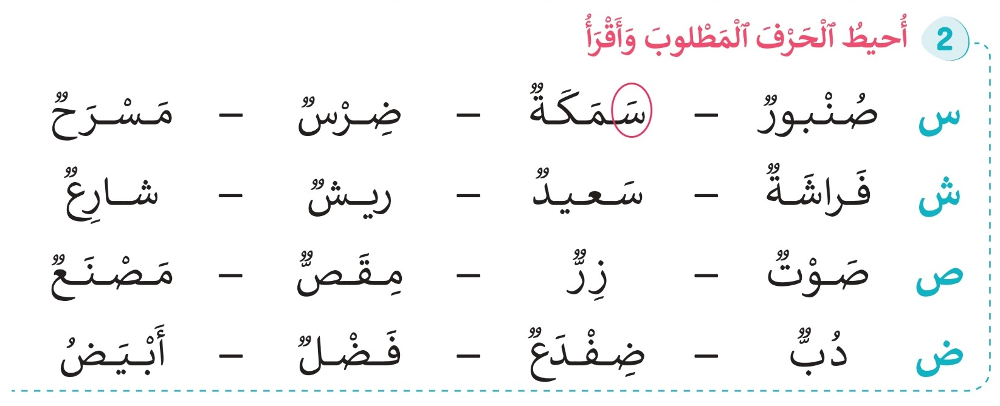 2 أُحيطُ ٱلْحَرْفَ ٱلْمَطْلوبَ وَأَقْرَأُ
س صُنْبورٌ – سَمَكَةٌ – ضِرْسٌ – مَسْرَحٌ
ش فَراشَةٌ – سَعيدٌ – ريشٌ – شارِعٌ
ص صَوْتٌ – زِرٌّ – مِقَصٌّ – مَصْنَعٌ
ض دُبٌّ – ضِفْدَعٌ – فَضْلٌ – أَبْيَضُ